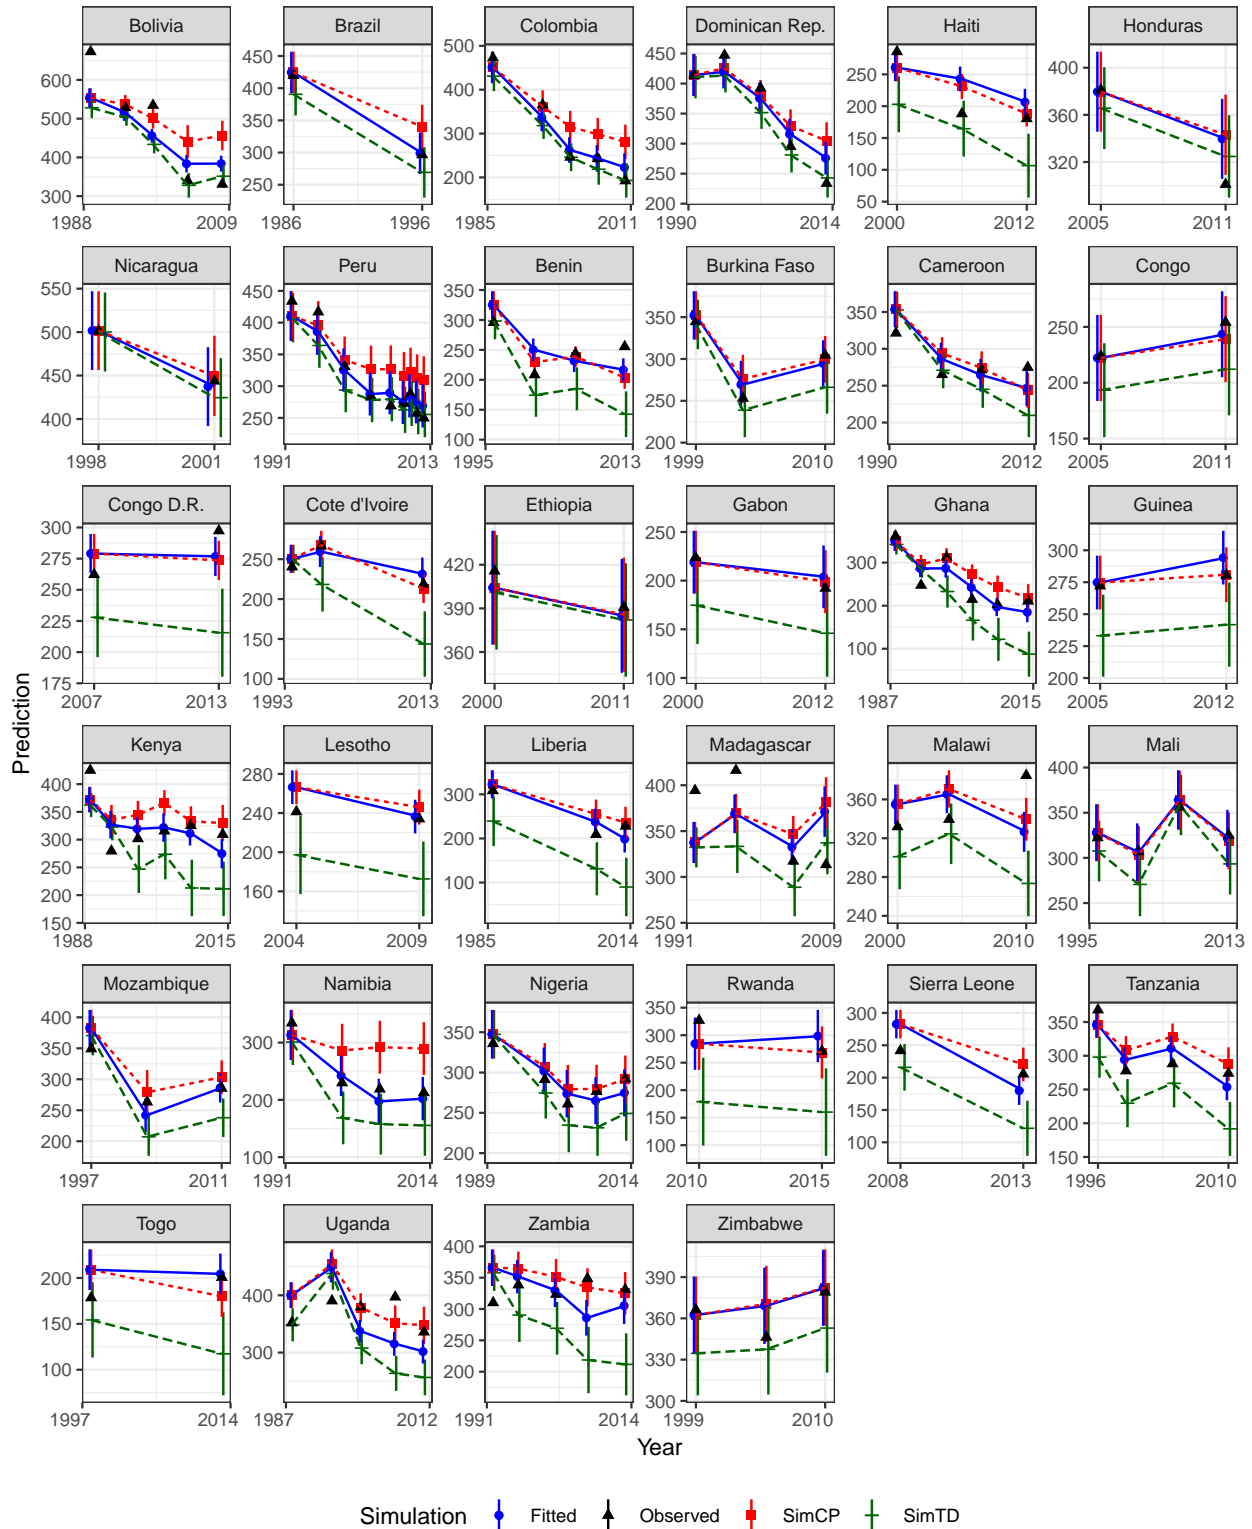 Bolivia Brazil Colombia Dominican Rep. Haiti Honduras
600 500 400 300
1988 2009
450 400 350 300 250
1986 1996
500 400 300 200
1985 2011
450 400 350 300 250 200
1990 2014
250 200 150 100 50
2000 2012
400 360 320
2005 2011
Nicaragua Peru Benin Burkina Faso Cameroon Congo
550 500 450 400
1998 2001
450 400 350 300 250
1991 2013
350 300 250 200 150 100
1995 2013
350 300 250 200
1999 2010
350 300 250 200
1990 2012
250 200 150
2005 2011
Congo D.R. Cote d'Ivoire Ethiopia Gabon Ghana Guinea
300 275 250 225 200 175
2007 2013
250 200 150 100
1993 2013
420 390 360
2000 2011
250 200 150 100
2000 2012
300 200 100
1987 2015
300 275 250 225 200
2005 2012
Prediction
Kenya Lesotho Liberia Madagascar Malawi Mali
400 350 300 250 200 150
1988 2015
280 240 200 160
2004 2009
300 200 100
1985 2014
400 350 300 250
1991 2009
360 320 280 240
2000 2010
400 350 300 250
1995 2013
Mozambique Namibia Nigeria Rwanda Sierra Leone Tanzania
400 350 300 250 200
1997 2011
300 200 100
1991 2014
350 300 250 200
1989 2014
350 300 250 200 150 100
2010 2015
300 250 200 150 100
2008 2013
350 300 250 200 150
1996 2010
Togo Uganda Zambia Zimbabwe
200 150 100
1997 2014
400 300
1987 2012
400 350 300 250 200
1991 2014
390 360 330 300
1999 2010
Year
Simulation Fitted Observed SimCP SimTD